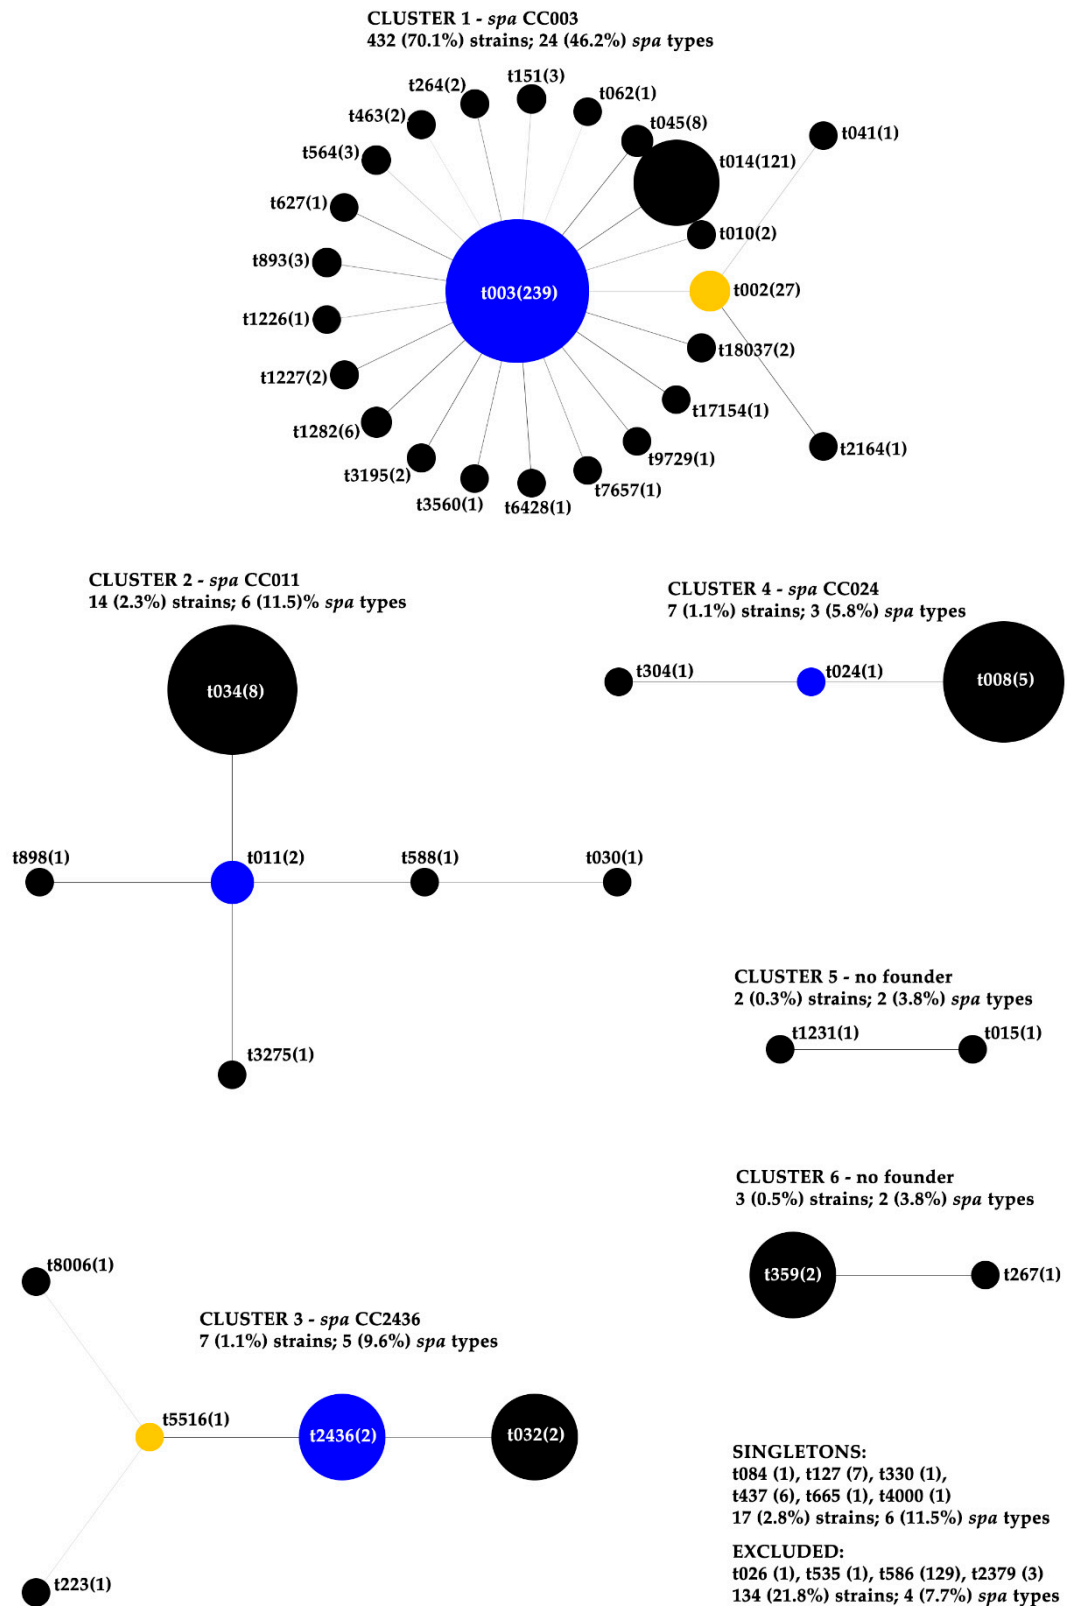 CLUSTER 1 - spa CC003
432 (70.1%) strains; 24 (46.2%) spa types
t151(3)
t264(2)
t062(1)
t463(2)
t045(8)
t041(1)
t564(3)
t014(121)
t627(1)
t010(2)
t893(3)
t003(239)
t002(27)
t1226(1)
t18037(2)
t1227(2)
t17154(1)
t1282(6)
t9729(1)
t2164(1)
t3195(2)
t7657(1)
t3560(1)
t6428(1)
CLUSTER 2 - spa CC011
14 (2.3%) strains; 6 (11.5)% spa types
t034(8)
t898(1)
t011(2)
t588(1)
t030(1)
t3275(1)
CLUSTER 4 - spa CC024
7 (1.1%) strains; 3 (5.8%) spa types
t304(1)
t024(1)
t008(5)
CLUSTER 5 - no founder
2 (0.3%) strains; 2 (3.8%) spa types
t1231(1)
t015(1)
CLUSTER 6 - no founder
3 (0.5%) strains; 2 (3.8%) spa types
t359(2)
t267(1)
t8006(1)
CLUSTER 3 - spa CC2436
7 (1.1%) strains; 5 (9.6%) spa types
t5516(1)
t2436(2)
t032(2)
t223(1)
SINGLETONS:
t084 (1), t127 (7), t330 (1),
t437 (6), t665 (1), t4000 (1)
17 (2.8%) strains; 6 (11.5%) spa types
EXCLUDED:
t026 (1), t535 (1), t586 (129), t2379 (3)
134 (21.8%) strains; 4 (7.7%) spa types